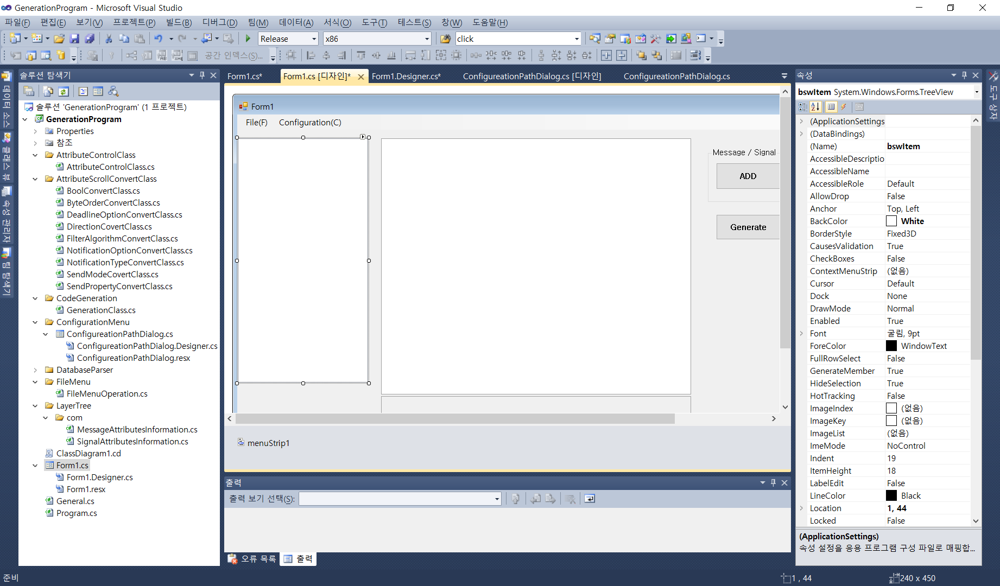 GenerationProgram - Microsoft Visual Studio
파일(F) 편집(E) 보기(V) 프로젝트(P) 빌드(B) 디버그(D) 팀(M) 데이터(A) 서식(O) 도구(T) 테스트(S) 창(W) 도움말(H)
Release x86 click
공간 인덱스(S)...
데이터 소스
클래스 뷰
속성 관리자
팀 탐색기
솔루션 탐색기
솔루션 'GenerationProgram' (1 프로젝트)
GenerationProgram
Properties
참조
AttributeControlClass
AttributeControlClass.cs
AttributeScrollConvertClass
BoolConvertClass.cs
ByteOrderConvertClass.cs
DeadlineOptionConvertClass.cs
DirectionCovertClass.cs
FilterAlgorithmConvertClass.cs
NotificationOptionConvertClass.cs
NotificationTypeConvertClass.cs
SendModeCovertClass.cs
SendPropertyConvertClass.cs
CodeGeneration
GenerationClass.cs
ConfigurationMenu
ConfigureationPathDialog.cs
ConfigureationPathDialog.Designer.cs
ConfigureationPathDialog.resx
DatabaseParser
FileMenu
FileMenuOperation.cs
LayerTree
com
MessageAttributesInformation.cs
SignalAttributesInformation.cs
ClassDiagram1.cd
Form1.cs
Form1.Designer.cs
Form1.resx
General.cs
Program.cs
Form1.cs* Form1.cs [디자인]* Form1.Designer.cs* ConfigureationPathDialog.cs [디자인] ConfigureationPathDialog.cs
Form1
File(F) Configuration(C)
Message / Signal
ADD
Generate
menuStrip1
출력
출력 보기 선택(S):
오류 목록 출력
속성
bswItem System.Windows.Forms.TreeView
(ApplicationSettings
(DataBindings)
(Name) bswItem
AccessibleDescriptio
AccessibleName
AccessibleRole Default
AllowDrop False
Anchor Top, Left
BackColor White
BorderStyle Fixed3D
CausesValidation True
CheckBoxes False
ContextMenuStrip (없음)
Cursor Default
Dock None
DrawMode Normal
Enabled True
Font 굴림, 9pt
ForeColor WindowText
FullRowSelect False
GenerateMember True
HideSelection True
HotTracking False
ImageIndex (없음)
ImageKey (없음)
ImageList (없음)
ImeMode NoControl
Indent 19
ItemHeight 18
LabelEdit False
LineColor Black
Location 1, 44
Locked False
(ApplicationSettings)
속성 설정을 응용 프로그램 구성 파일로 매핑합...
도구 상자
준비 1 , 44 240 x 450